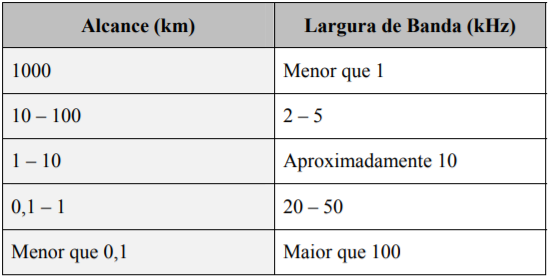 Alcance (km) Largura de Banda (kHz)
1000 Menor que 1
10 – 100 2 – 5
1 – 10 Aproximadamente 10
0,1 – 1 20 – 50
Menor que 0,1 Maior que 100